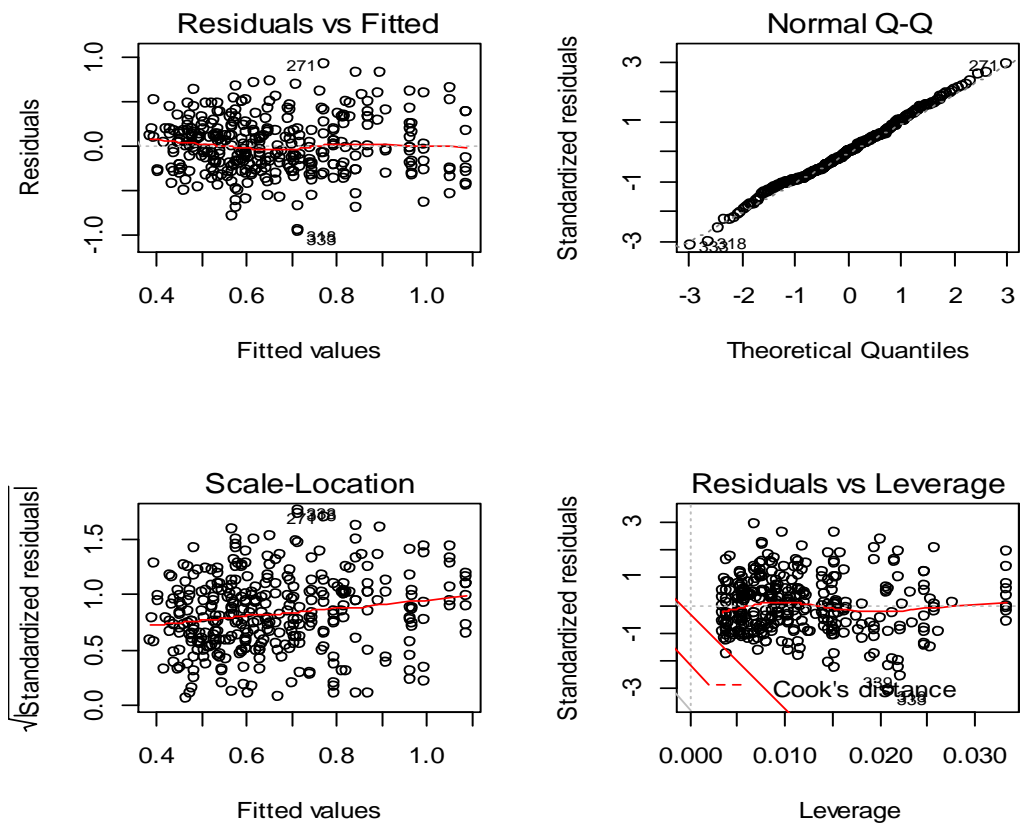 Residuals vs Fitted
Residuals
1.0
0.0
-1.0
271
318
0.4 0.6 0.8 1.0
Fitted values
Normal Q-Q
Standardized residuals
3
1
-1
-3
271
318
-3 -2 -1 0 1 2 3
Theoretical Quantiles
Scale-Location
√|Standardized residuals|
1.5
1.0
0.5
0.0
271
0.4 0.6 0.8 1.0
Fitted values
Residuals vs Leverage
Standardized residuals
3
1
-1
-3
339
Cook's distance
0.000 0.010 0.020 0.030
Leverage